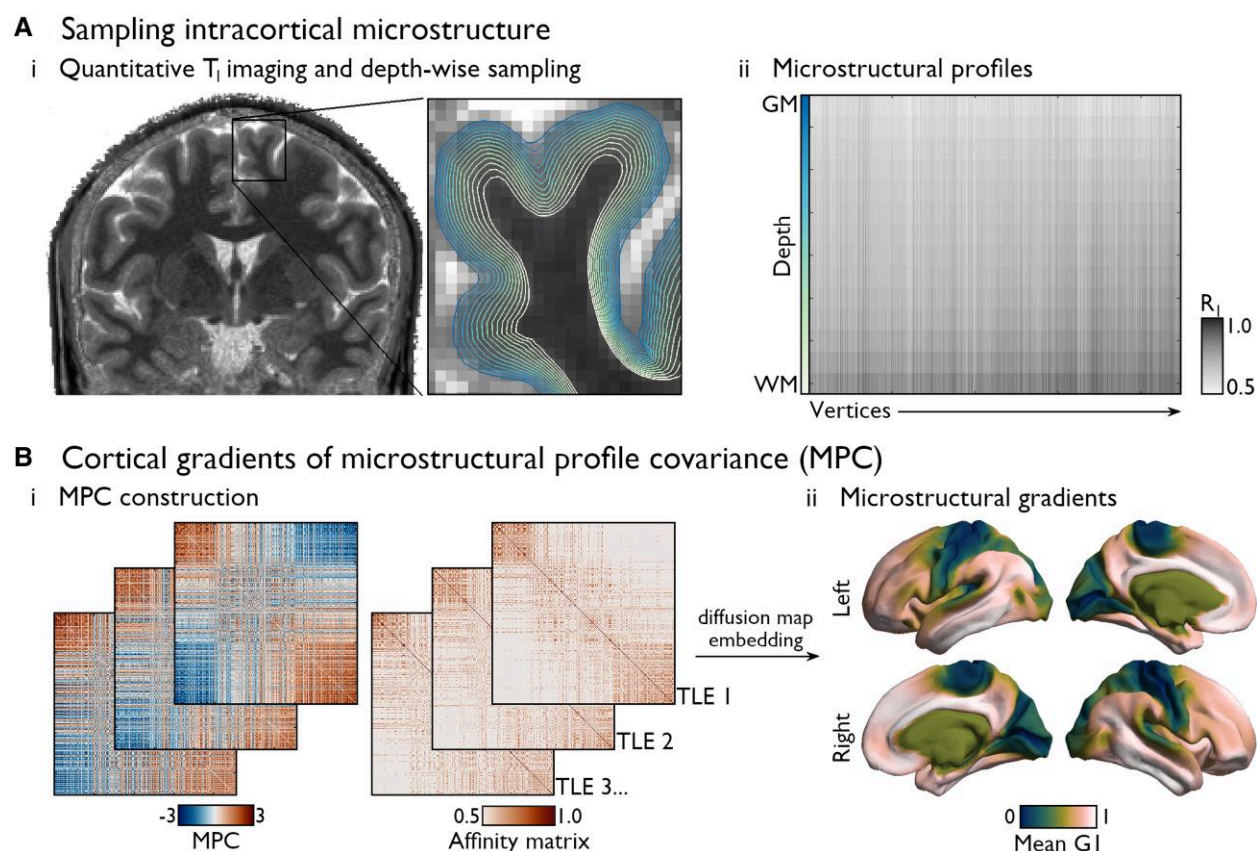 A Sampling intracortical microstructure
i Quantitative T₁ imaging and depth-wise sampling
ii Microstructural profiles
GM
Depth
WM
Vertices
R₁
1.0
0.5
B Cortical gradients of microstructural profile covariance (MPC)
i MPC construction
ii Microstructural gradients
TLE 1
TLE 2
TLE 3...
-3 3
MPC
0.5 1.0
Affinity matrix
diffusion map
embedding
Left
Right
0 1
Mean G1